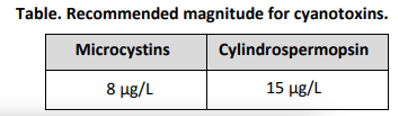 Table. Recommended magnitude for cyanotoxins.
Microcystins Cylindrospermopsin
8 µg/L 15 µg/L